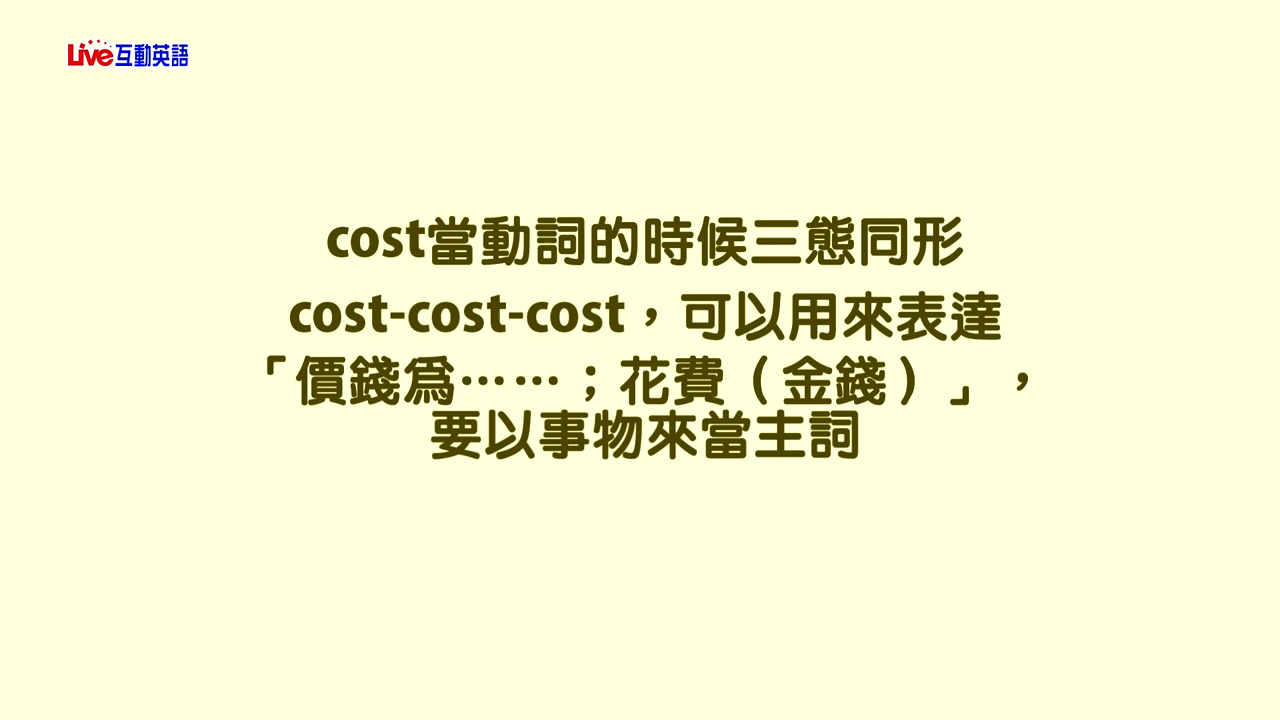 Live互動英語
cost當動詞的時候三態同形
cost-cost-cost，可以用來表達
「價錢為……；花費（金錢）」，
要以事物來當主詞